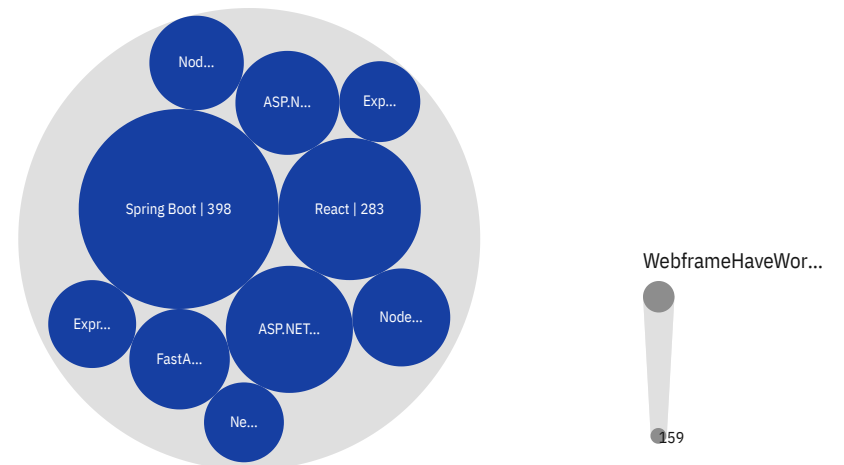 Nod...
ASP.N...
Exp...
Spring Boot | 398
React | 283
Expr...
FastA...
ASP.NET...
Node...
Ne...
WebframeHaveWor...
159